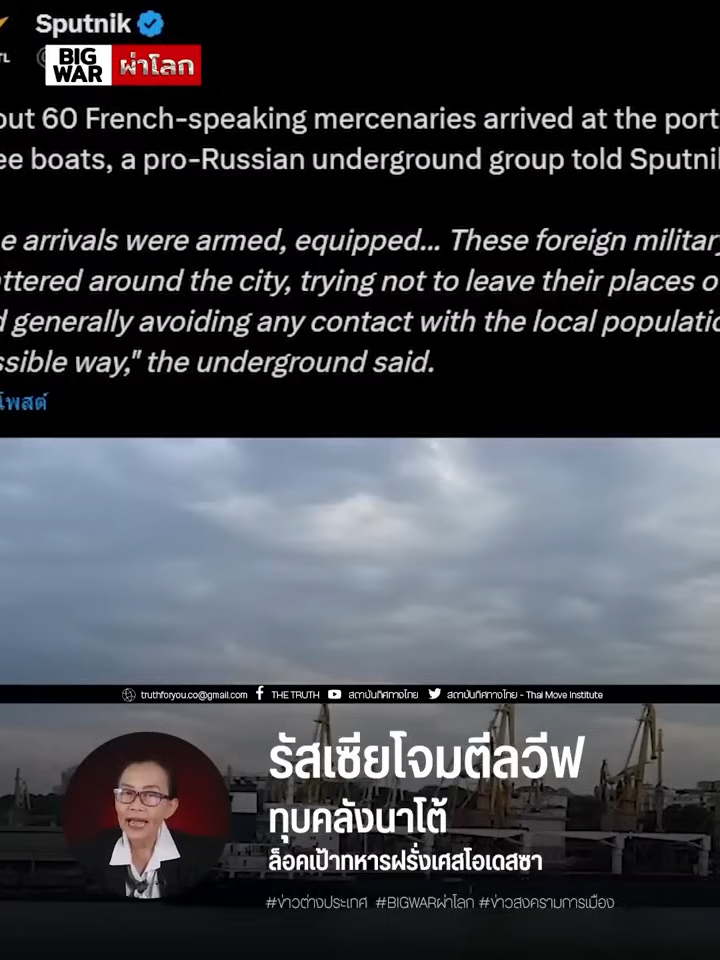 Sputnik
BIG
WAR
ผ่าโลก
out 60 French-speaking mercenaries arrived at the port
ee boats, a pro-Russian underground group told Sputnik
e arrivals were armed, equipped... These foreign military
ttered around the city, trying not to leave their places o
d generally avoiding any contact with the local populatio
ssible way," the underground said.
โพสต์
truthforyou.co@gmail.com THE TRUTH สถาบันทิศทางไทย สถาบันทิศทางไทย - Thai Move Institute
รัสเซียโจมตีลวีฟ
ทุบคลังนาโต้
ล็อคเป้าทหารฝรั่งเศสโอเดสซา
#ข่าวต่างประเทศ #BIGWARผ่าโลก #ข่าวสงครามการเมือง